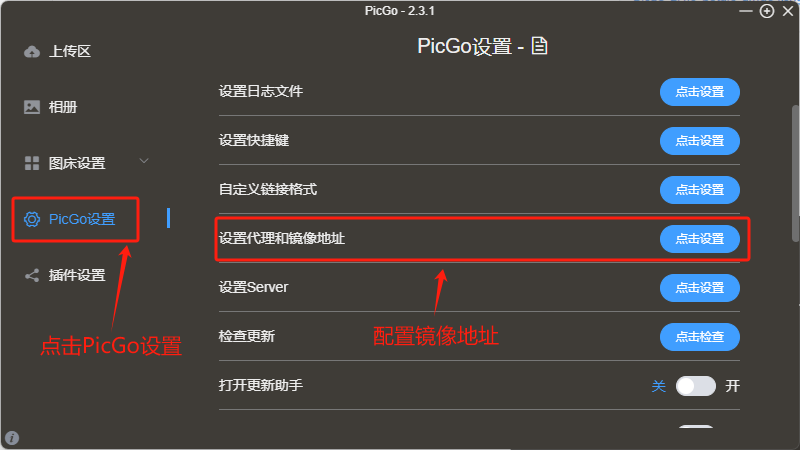 PicGo - 2.3.1
上传区
相册
图床设置
PicGo设置
插件设置
点击PicGo设置
PicGo设置 -
设置日志文件 点击设置
设置快捷键 点击设置
自定义链接格式 点击设置
设置代理和镜像地址 点击设置
设置Server 点击设置
配置镜像地址
检查更新 点击检查
打开更新助手 关 开